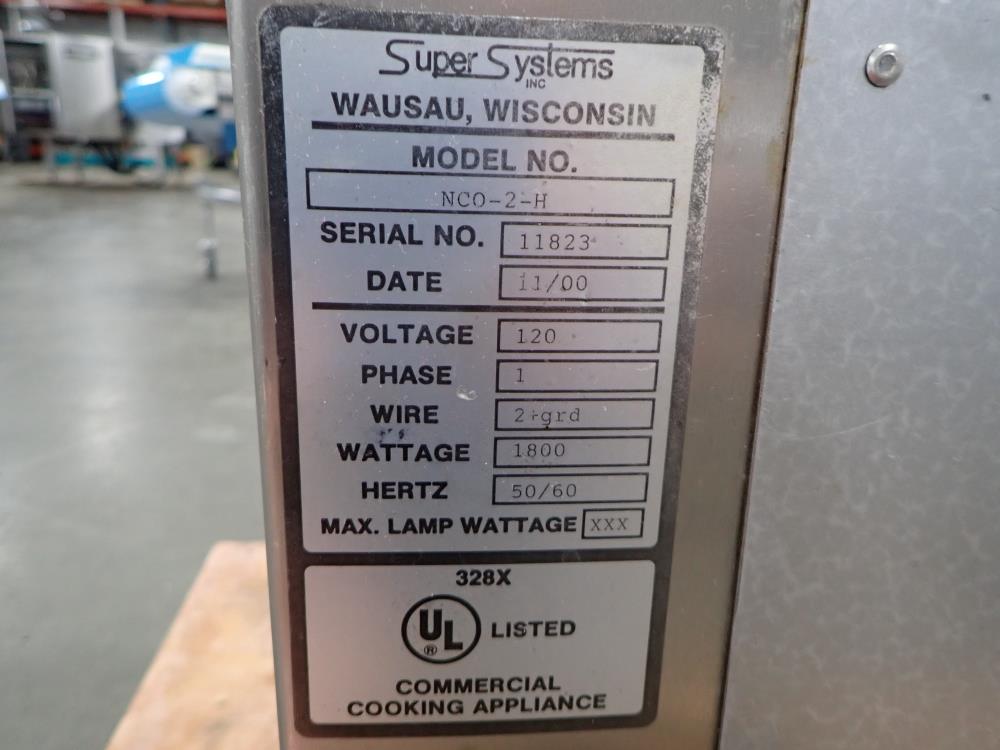 Super Systems
INC
WAUSAU, WISCONSIN
MODEL NO.
NCO-2-H
SERIAL NO. 11823
DATE 11/00
VOLTAGE 120
PHASE 1
WIRE 2+grd
WATTAGE 1800
HERTZ 50/60
MAX. LAMP WATTAGE XXX
328X
UL ® LISTED
COMMERCIAL
COOKING APPLIANCE